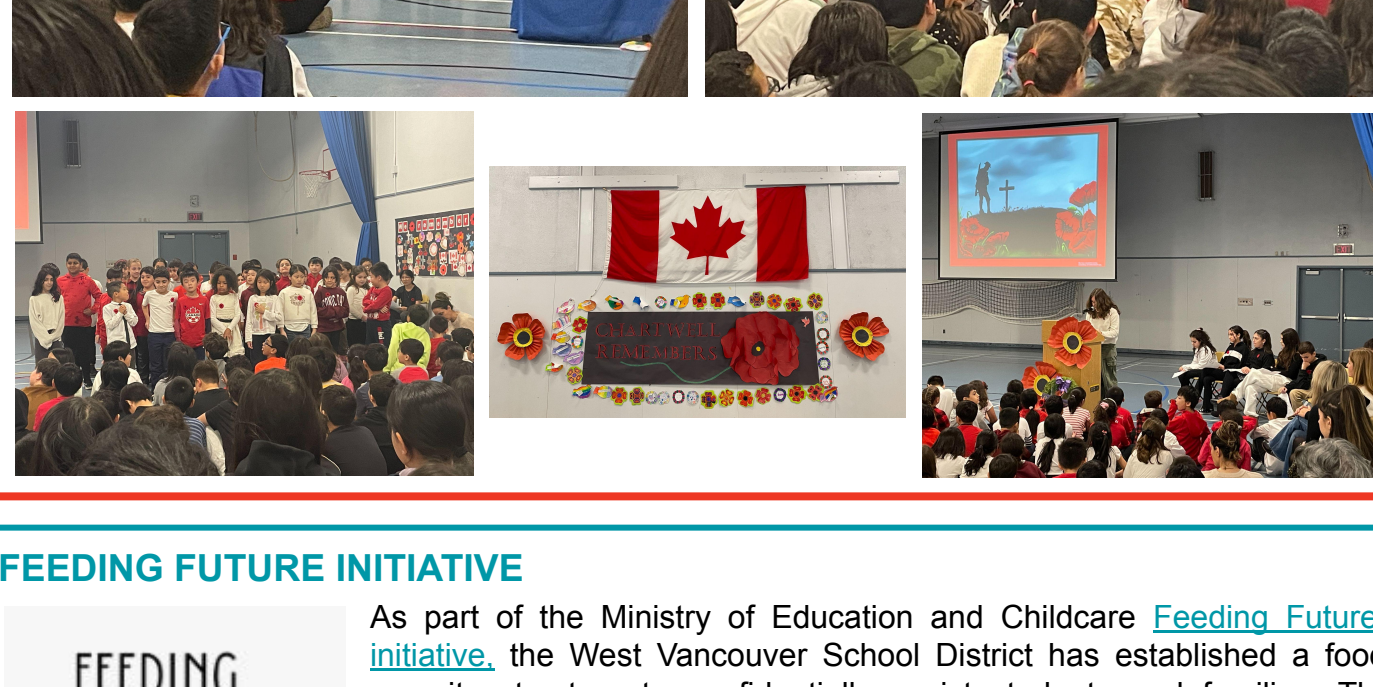 CHARTWELL
REMEMBERS
FEEDING FUTURE INITIATIVE
As part of the Ministry of Education and Childcare Feeding Future
initiative, the West Vancouver School District has established a food
FEEDING